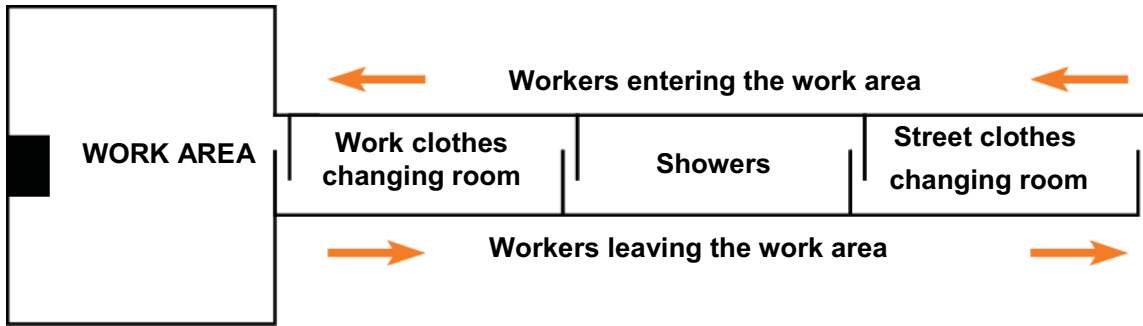 Workers entering the work area
WORK AREA
Work clothes
changing room
Showers
Street clothes
changing room
Workers leaving the work area